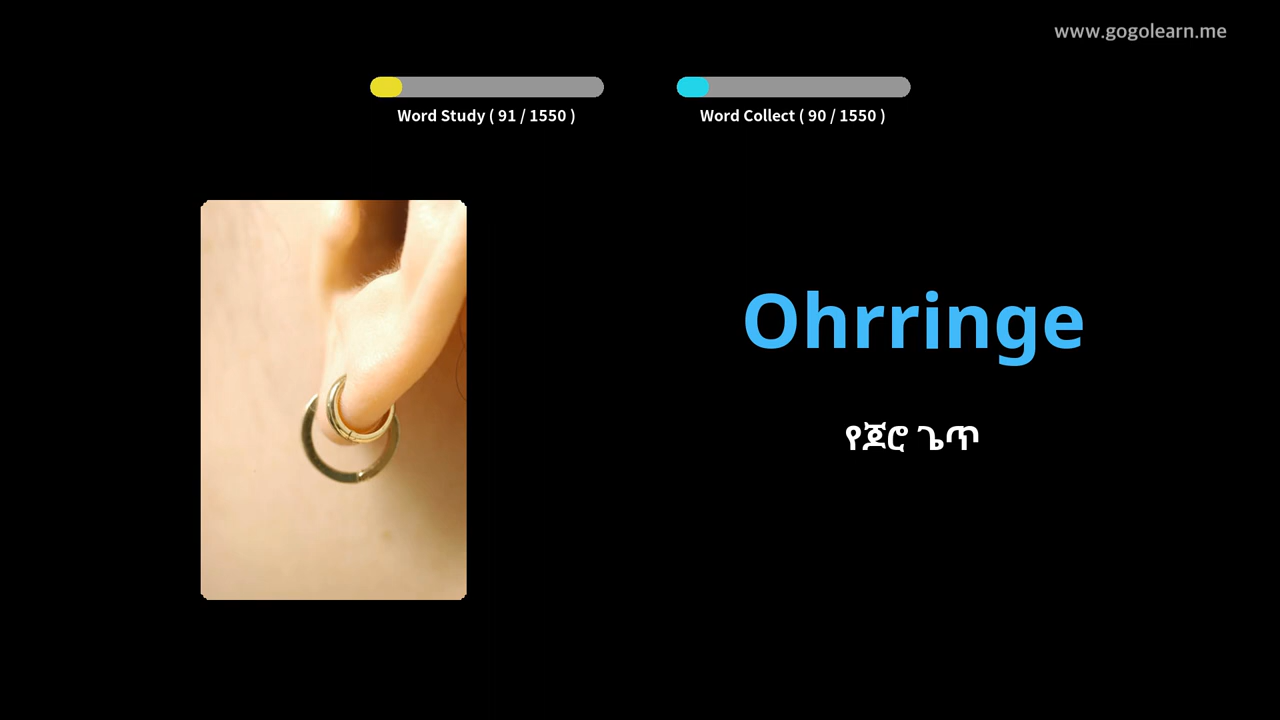 www.gogolearn.me
Word Study ( 91 / 1550 )
Word Collect ( 90 / 1550 )
Ohrringe
የጆሮ ጌጥ